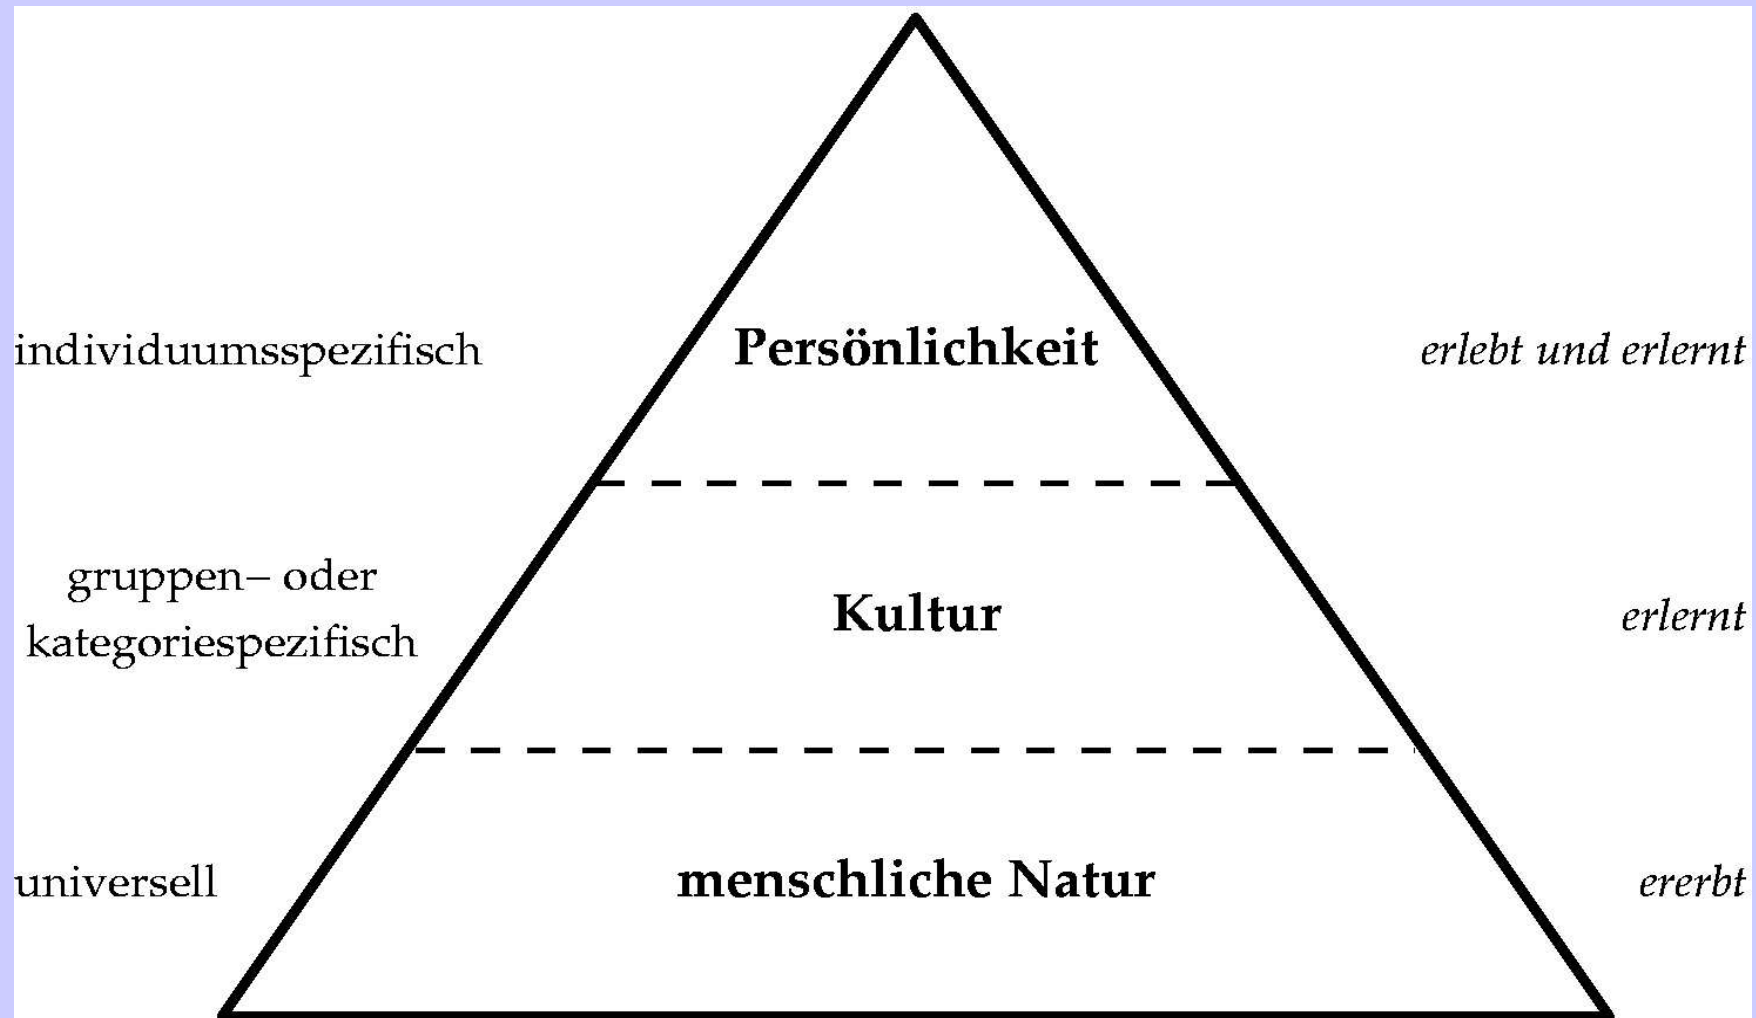 individuumsspezifisch Persönlichkeit erlebt und erlernt
gruppen– oder
kategoriespezifisch
Kultur erlernt
universell menschliche Natur ererbt